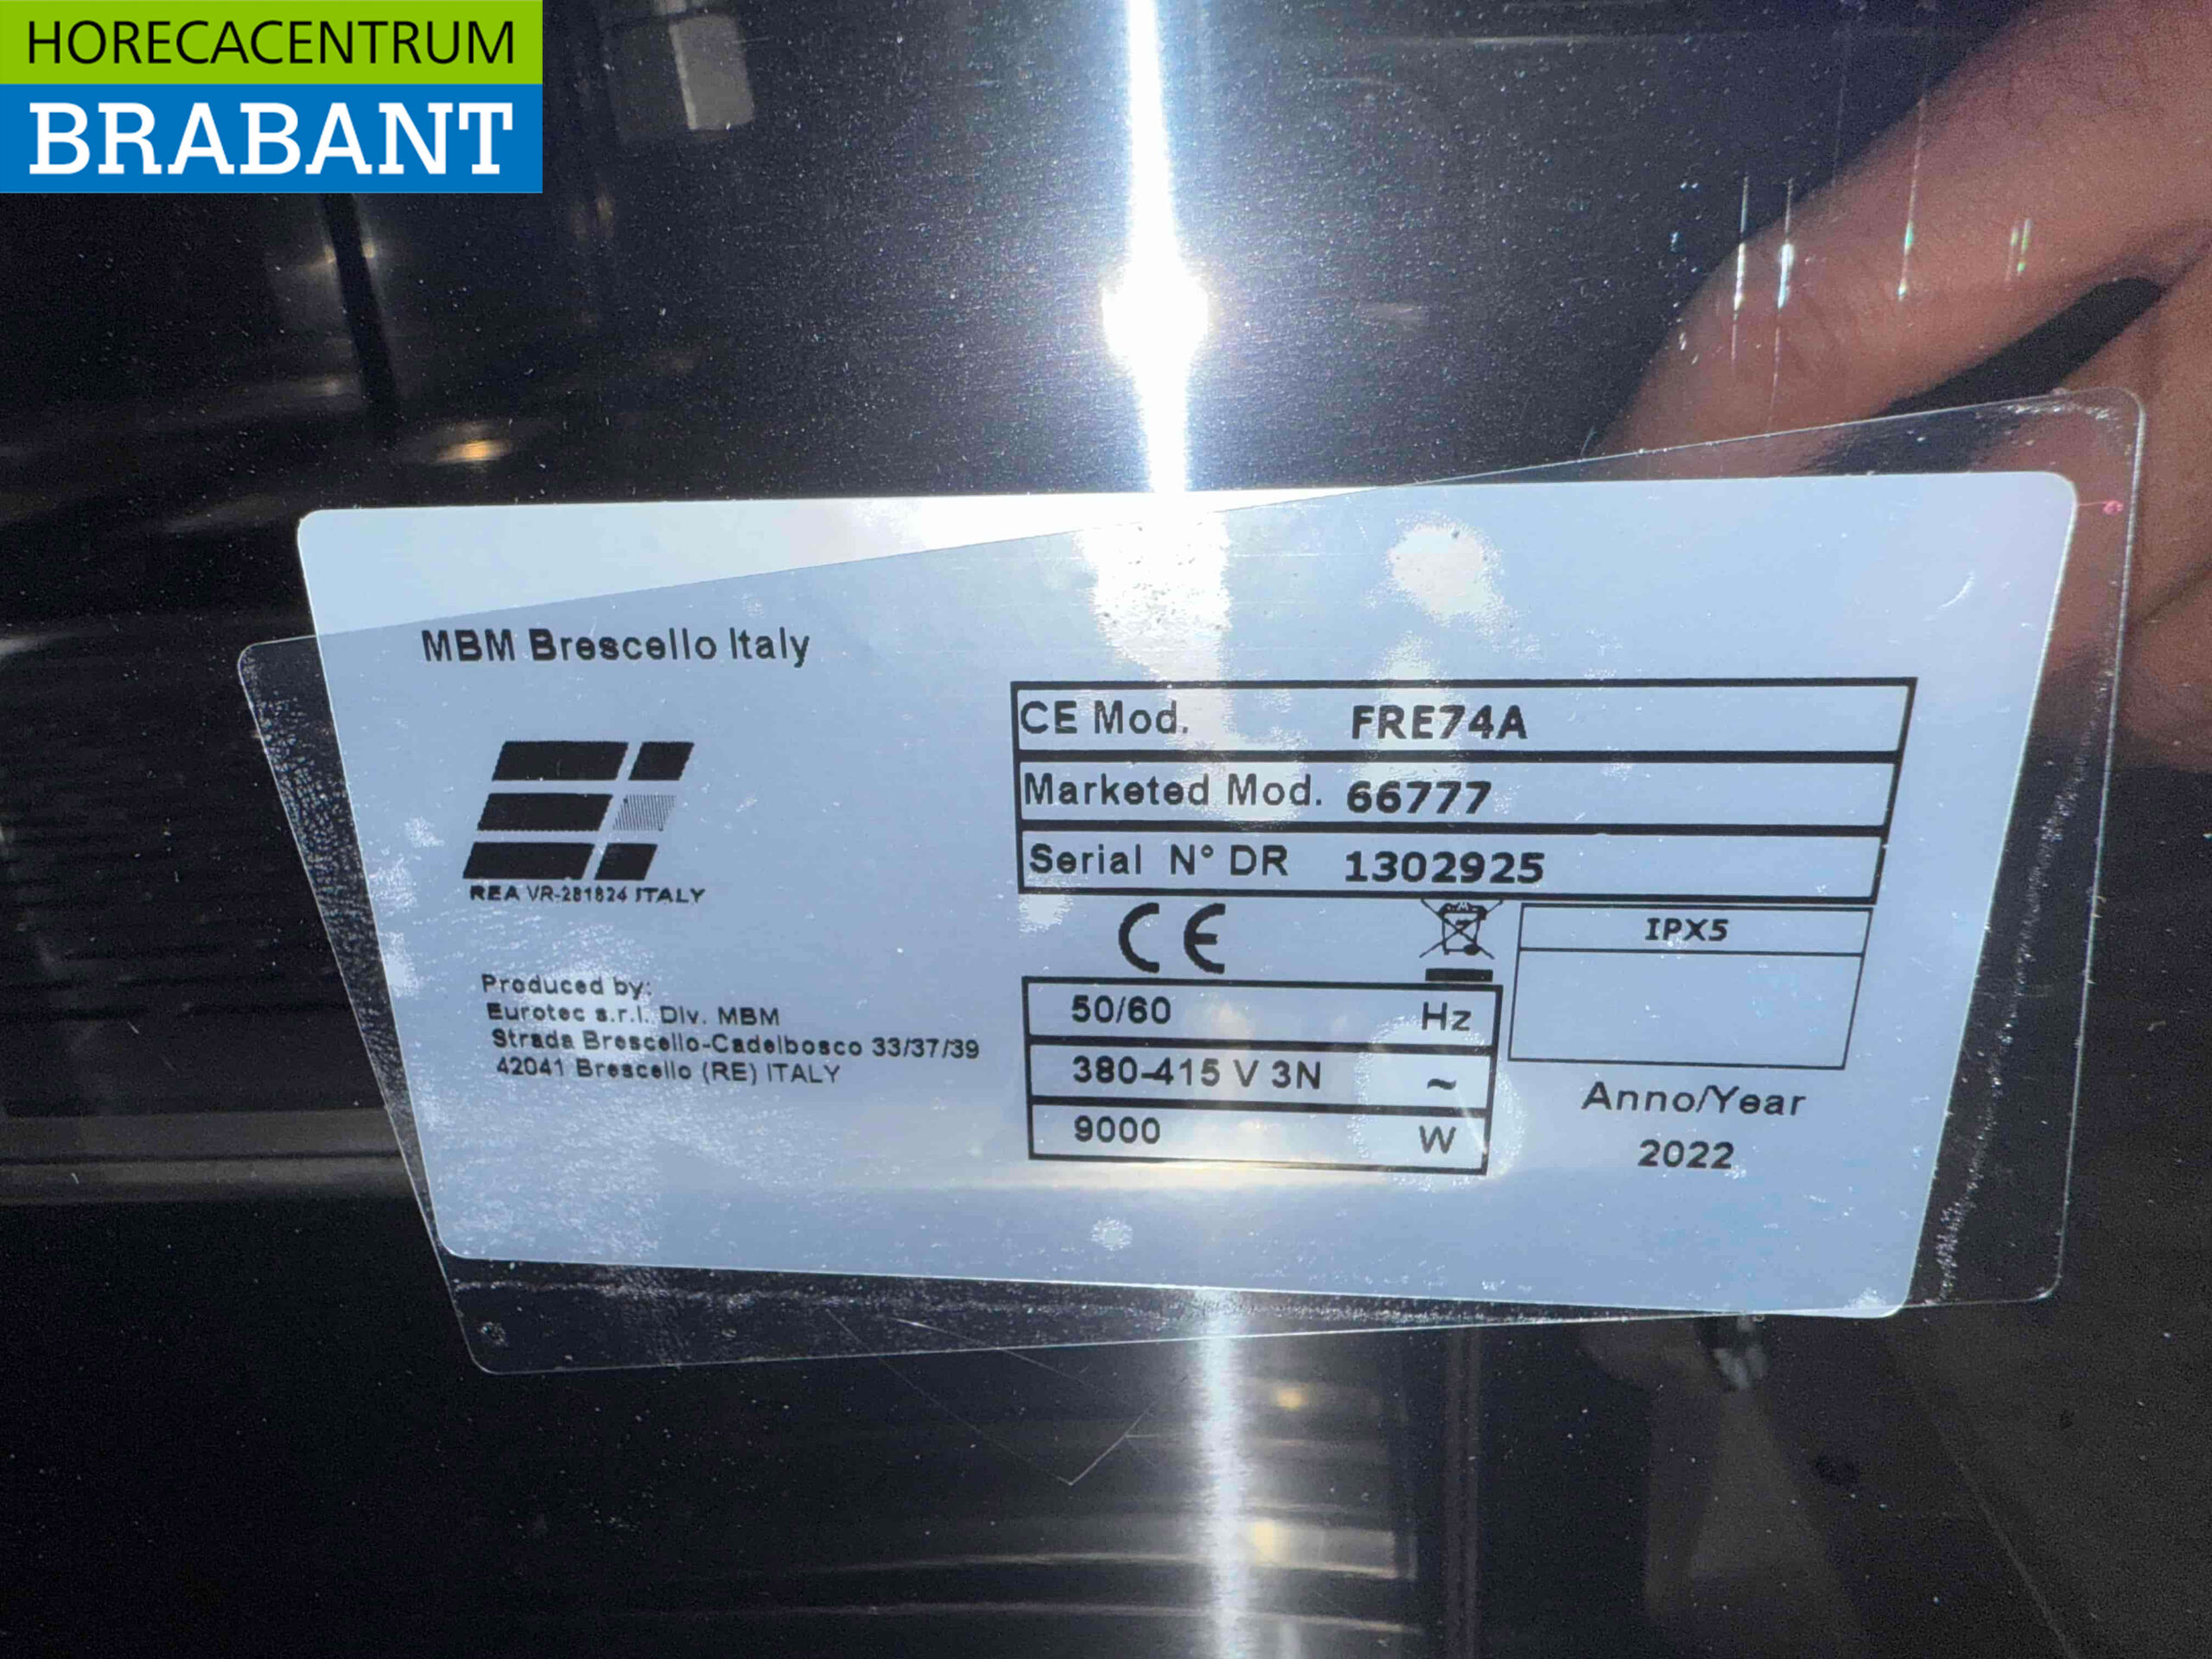 HORECACENTRUM
BRABANT
MBM Brescello Italy
REA VR-281824 ITALY
Produced by:
Eurotec s.r.l. Div. MBM
Strada Brescello-Cadelbosco 33/37/39
42041 Brescello (RE) ITALY
CE Mod. FRE74A
Marketed Mod. 66777
Serial N° DR 1302925
CE
IPX5
50/60 Hz
380-415 V 3N ~
9000 W
Anno/Year
2022